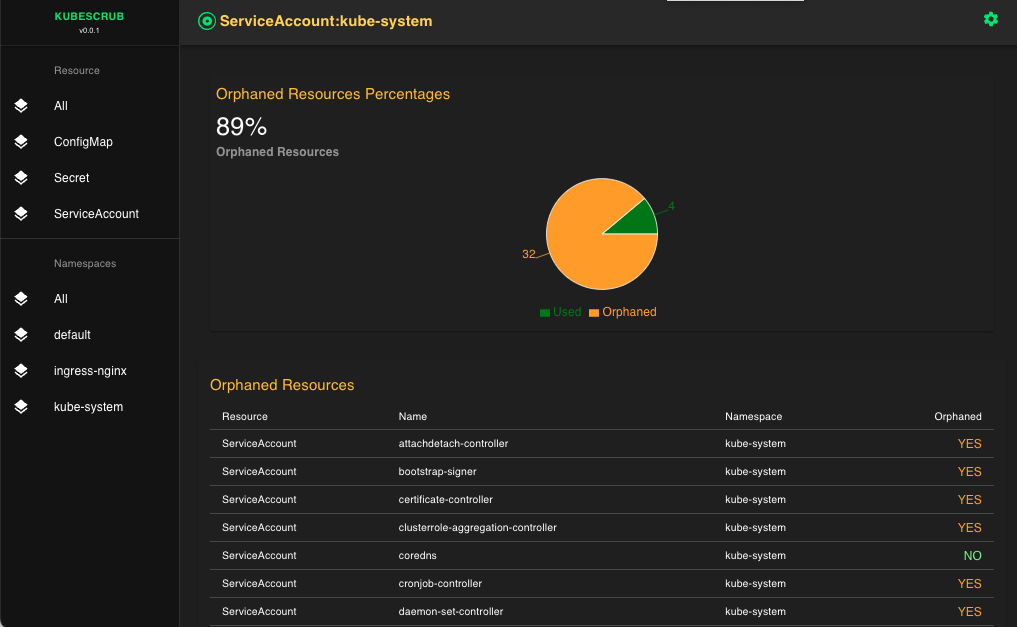 KUBESCRUB
v0.0.1
ServiceAccount:kube-system
Resource
All
ConfigMap
Secret
ServiceAccount
Namespaces
All
default
ingress-nginx
kube-system
Orphaned Resources Percentages
89%
Orphaned Resources
4
32
Used Orphaned
Orphaned Resources
Resource Name Namespace Orphaned
ServiceAccount attachdetach-controller kube-system YES
ServiceAccount bootstrap-signer kube-system YES
ServiceAccount certificate-controller kube-system YES
ServiceAccount clusterrole-aggregation-controller kube-system YES
ServiceAccount coredns kube-system NO
ServiceAccount cronjob-controller kube-system YES
ServiceAccount daemon-set-controller kube-system YES